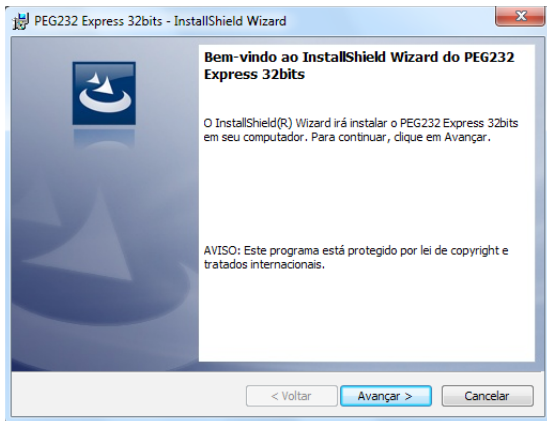 PEG232 Express 32bits - InstallShield Wizard
Bem-vindo ao InstallShield Wizard do PEG232
Express 32bits
O InstallShield(R) Wizard irá instalar o PEG232 Express 32bits
em seu computador. Para continuar, clique em Avançar.
AVISO: Este programa está protegido por lei de copyright e
tratados internacionais.
< Voltar
Avançar >
Cancelar